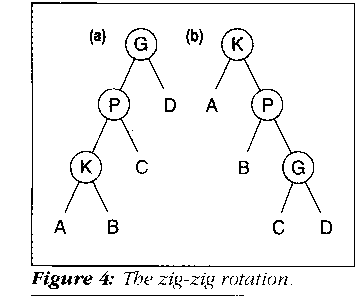 (a) G (b) K
P D A P
K C B G
A B C D
Figure 4: The zig-zig rotation.